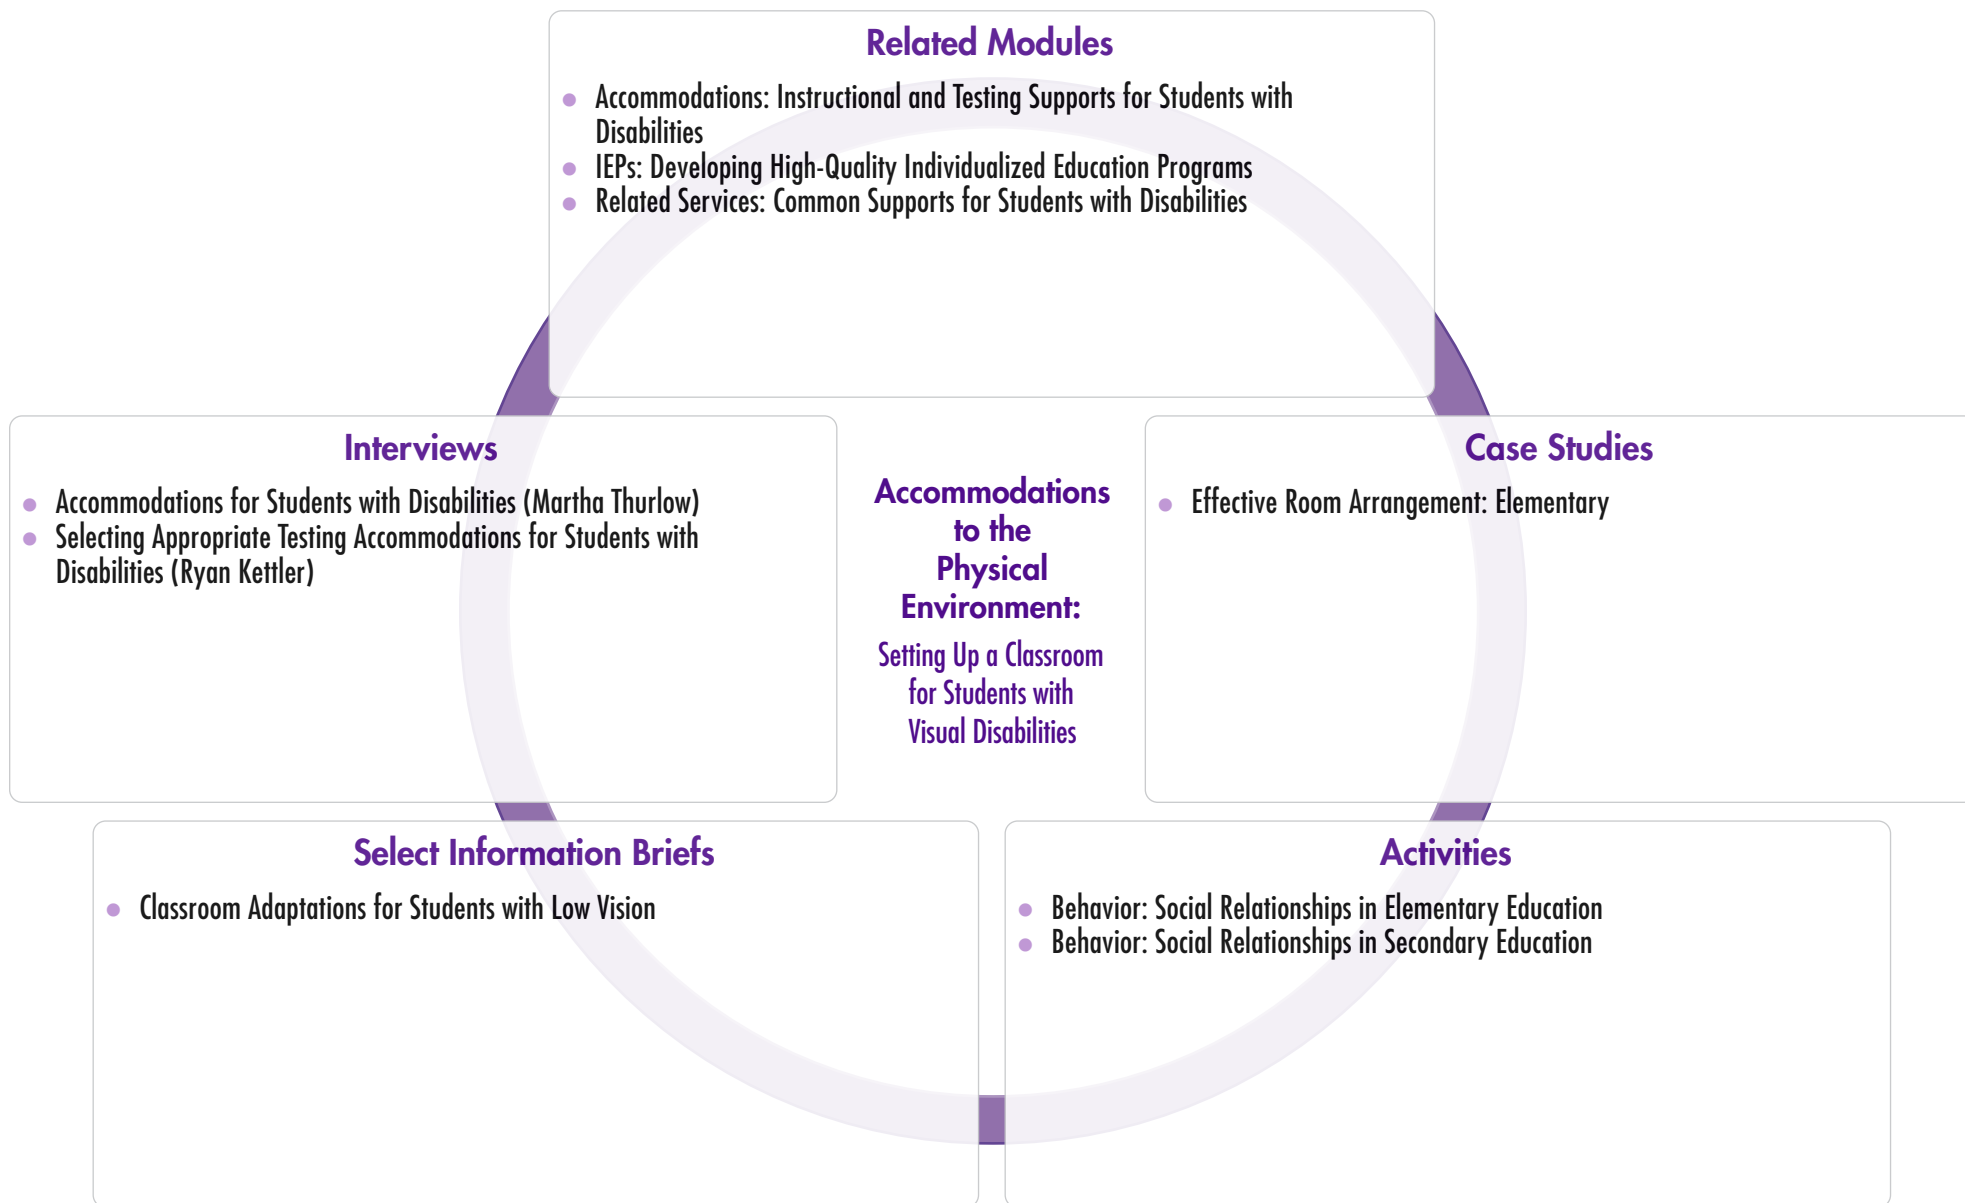 Related Modules
Accommodations: Instructional and Testing Supports for Students with
Disabilities
IEPs: Developing High-Quality Individualized Education Programs
Related Services: Common Supports for Students with Disabilities
Interviews
Accommodations for Students with Disabilities (Martha Thurlow)
Selecting Appropriate Testing Accommodations for Students with
Disabilities (Ryan Kettler)
Accommodations
to the
Physical
Environment:
Setting Up a Classroom
for Students with
Visual Disabilities
Case Studies
Effective Room Arrangement: Elementary
Select Information Briefs
Classroom Adaptations for Students with Low Vision
Activities
Behavior: Social Relationships in Elementary Education
Behavior: Social Relationships in Secondary Education